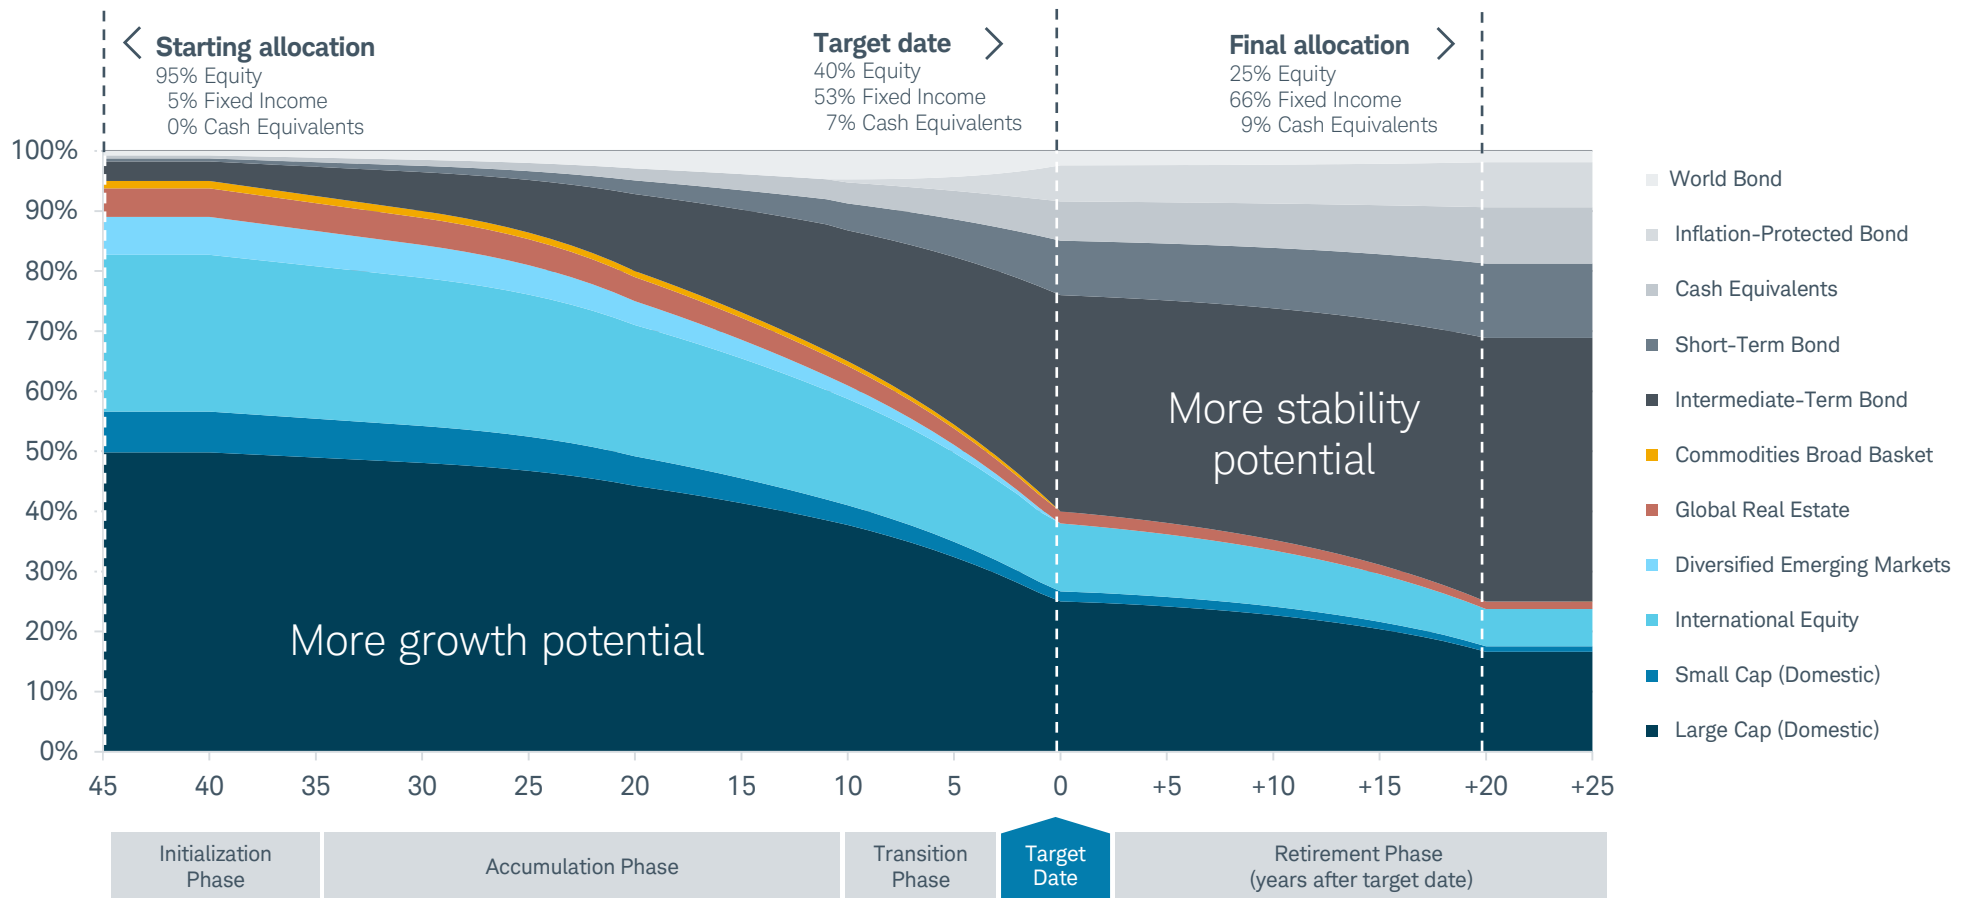 Starting allocation
95% Equity
5% Fixed Income
0% Cash Equivalents
Target date
40% Equity
53% Fixed Income
7% Cash Equivalents
Final allocation
25% Equity
66% Fixed Income
9% Cash Equivalents
100%
90%
80%
70%
60%
50%
40%
30%
20%
10%
0%
More growth potential
More stability
potential
45 40 35 30 25 20 15 10 5 0 +5 +10 +15 +20 +25
Initialization
Phase
Accumulation Phase
Transition
Phase
Target
Date
Retirement Phase
(years after target date)
World Bond
Inflation-Protected Bond
Cash Equivalents
Short-Term Bond
Intermediate-Term Bond
Commodities Broad Basket
Global Real Estate
Diversified Emerging Markets
International Equity
Small Cap (Domestic)
Large Cap (Domestic)